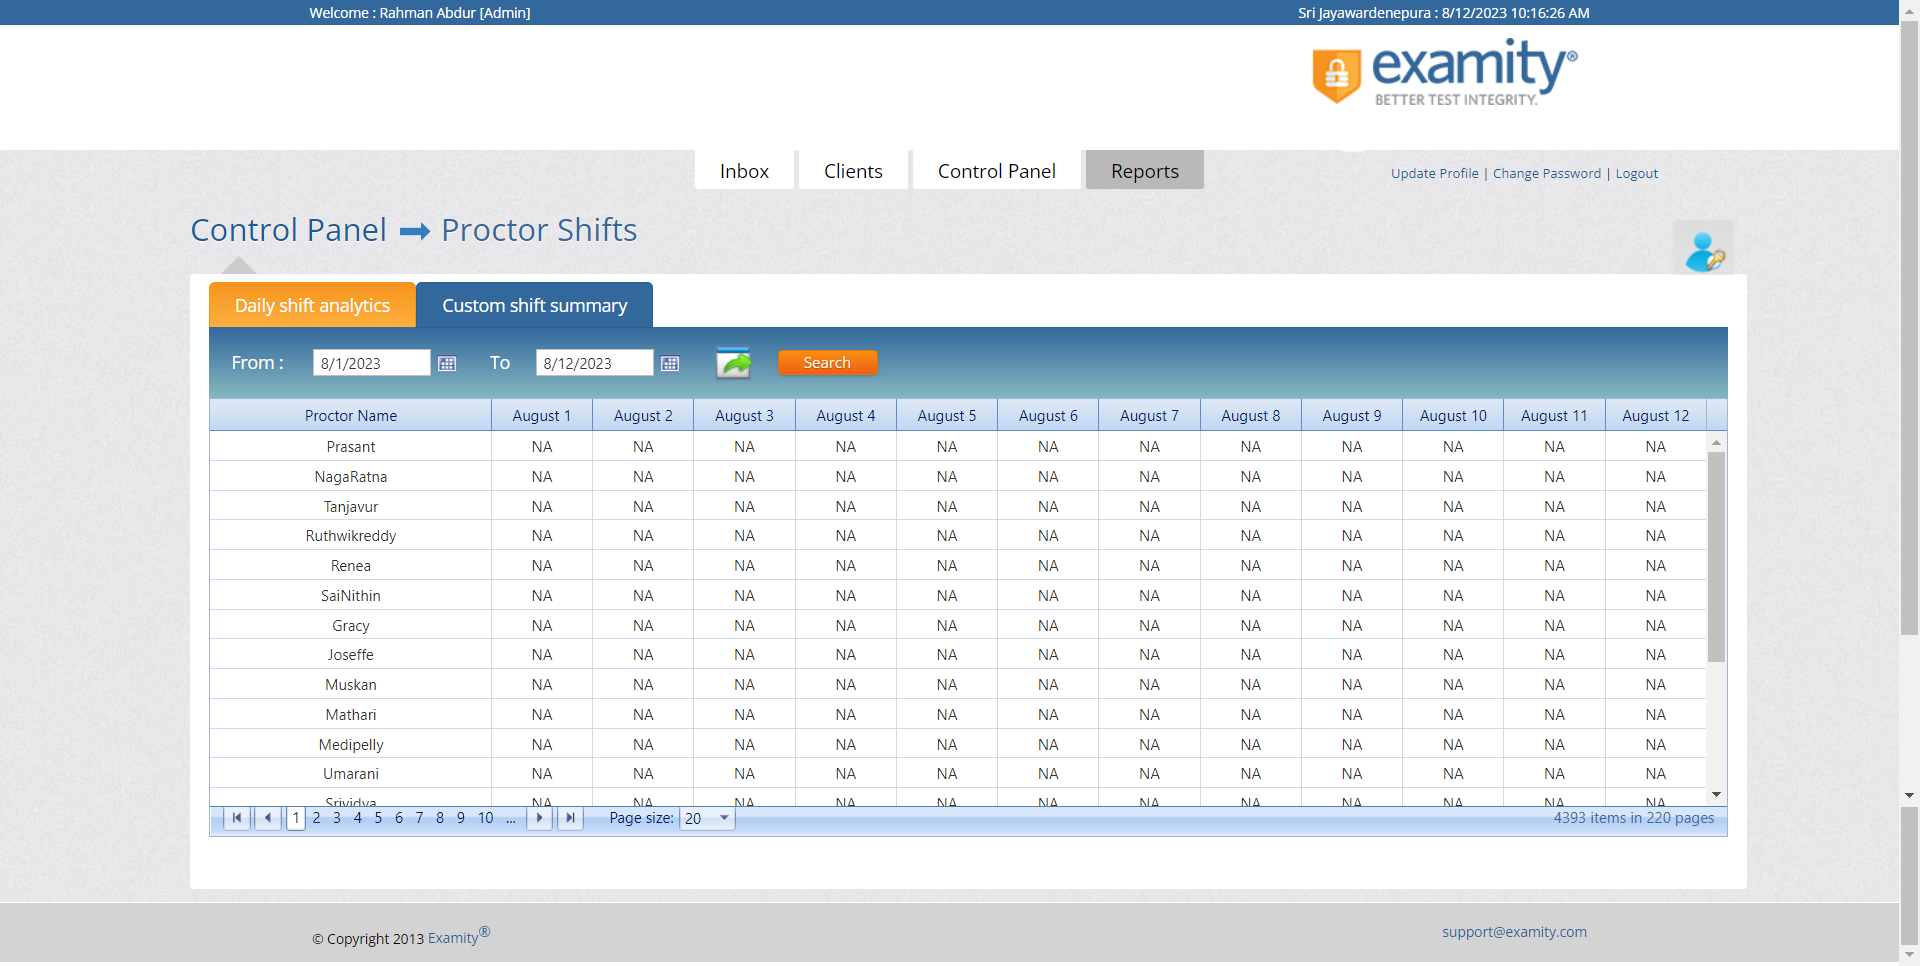 Welcome : Rahman Abdur [Admin] Sri Jayawardenepura : 8/12/2023 10:16:26 AM
examity®
BETTER TEST INTEGRITY.
Inbox Clients Control Panel Reports Update Profile | Change Password | Logout
Control Panel Proctor Shifts
Daily shift analytics Custom shift summary
From : 8/1/2023 To 8/12/2023 Search
Proctor Name August 1 August 2 August 3 August 4 August 5 August 6 August 7 August 8 August 9 August 10 August 11 August 12
Prasant NA NA NA NA NA NA NA NA NA NA NA NA
NagaRatna NA NA NA NA NA NA NA NA NA NA NA NA
Tanjavur NA NA NA NA NA NA NA NA NA NA NA NA
Ruthwikreddy NA NA NA NA NA NA NA NA NA NA NA NA
Renea NA NA NA NA NA NA NA NA NA NA NA NA
SaiNithin NA NA NA NA NA NA NA NA NA NA NA NA
Gracy NA NA NA NA NA NA NA NA NA NA NA NA
Joseffe NA NA NA NA NA NA NA NA NA NA NA NA
Muskan NA NA NA NA NA NA NA NA NA NA NA NA
Mathari NA NA NA NA NA NA NA NA NA NA NA NA
Medipelly NA NA NA NA NA NA NA NA NA NA NA NA
Umarani NA NA NA NA NA NA NA NA NA NA NA NA
Srividya NA NA NA NA NA NA NA NA NA NA NA NA
1 2 3 4 5 6 7 8 9 10 ... Page size: 20 4393 items in 220 pages
© Copyright 2013 Examity® support@examity.com